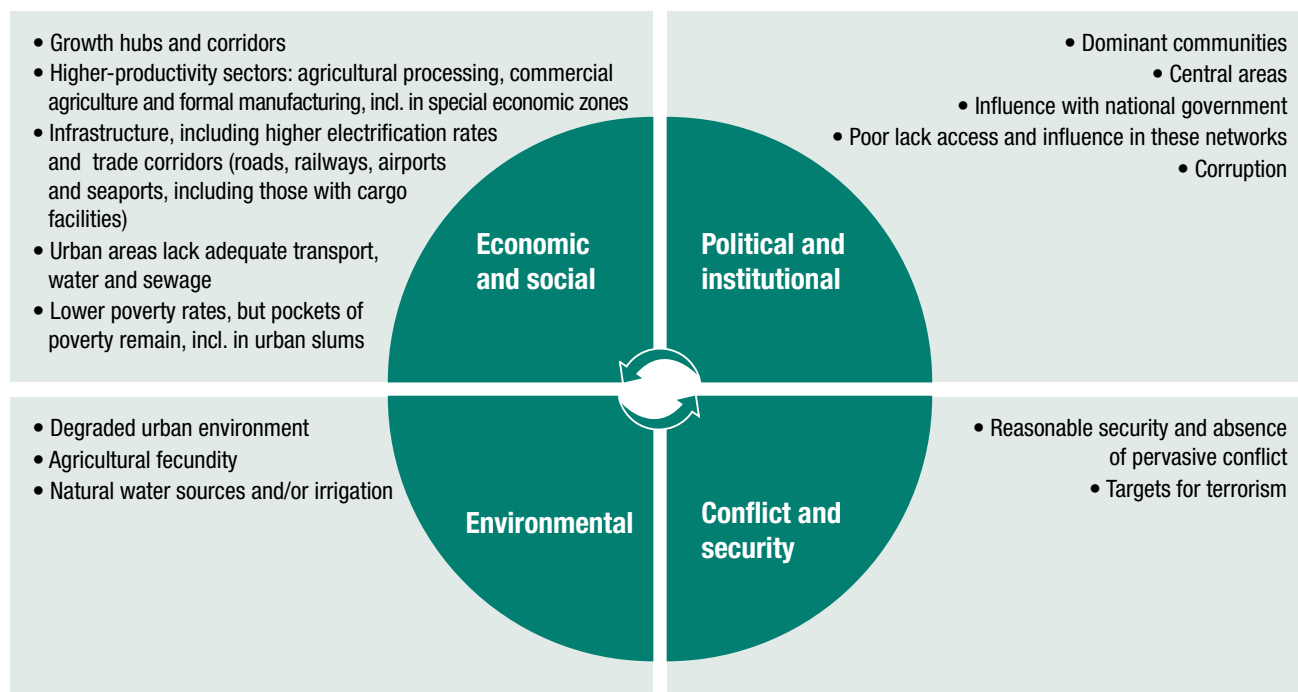 • Growth hubs and corridors
• Higher-productivity sectors: agricultural processing, commercial
agriculture and formal manufacturing, incl. in special economic zones
• Infrastructure, including higher electrification rates
and trade corridors (roads, railways, airports
and seaports, including those with cargo
facilities)
• Urban areas lack adequate transport,
water and sewage
• Lower poverty rates, but pockets of
poverty remain, incl. in urban slums
Economic
and social
• Dominant communities
• Central areas
• Influence with national government
• Poor lack access and influence in these networks
• Corruption
Political and
institutional
• Degraded urban environment
• Agricultural fecundity
• Natural water sources and/or irrigation
Environmental
• Reasonable security and absence
of pervasive conflict
• Targets for terrorism
Conflict and
security